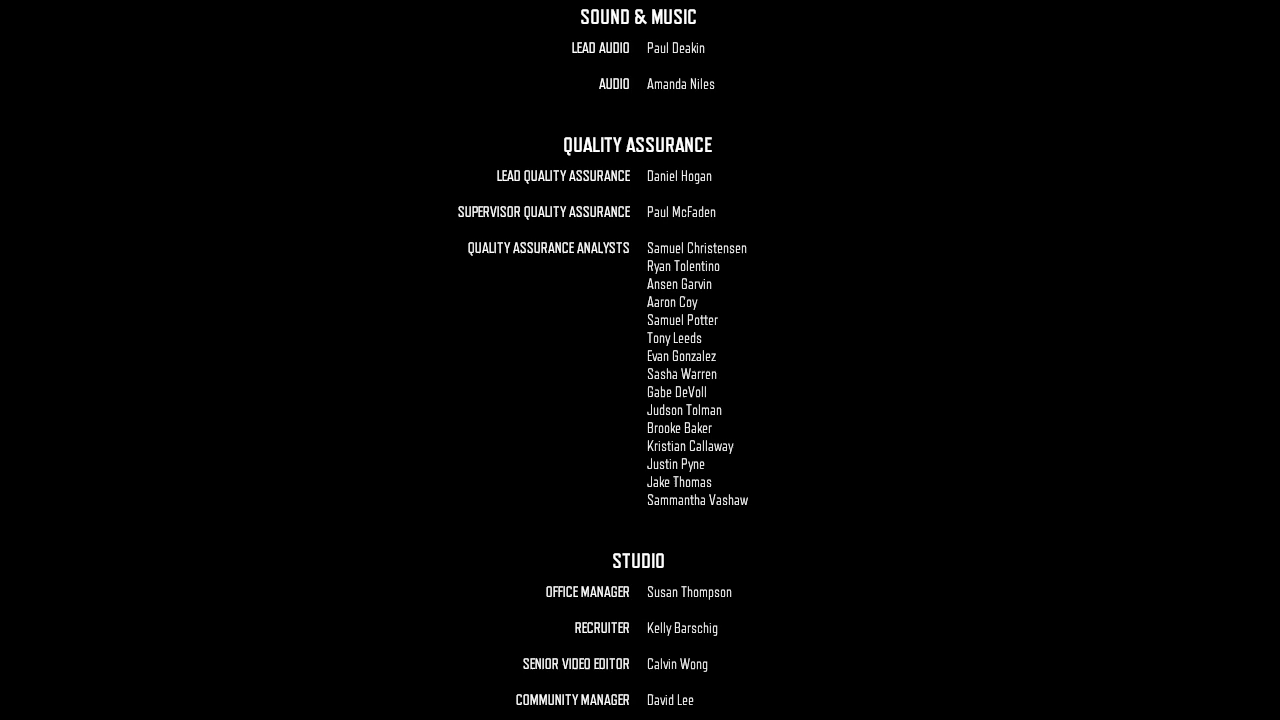 SOUND & MUSIC
LEAD AUDIO Paul Deakin
AUDIO Amanda Niles
QUALITY ASSURANCE
LEAD QUALITY ASSURANCE Daniel Hogan
SUPERVISOR QUALITY ASSURANCE Paul McFaden
QUALITY ASSURANCE ANALYSTS Samuel Christensen
Ryan Tolentino
Ansen Garvin
Aaron Coy
Samuel Potter
Tony Leeds
Evan Gonzalez
Sasha Warren
Gabe DeVoll
Judson Tolman
Brooke Baker
Kristian Callaway
Justin Pyne
Jake Thomas
Sammantha Vashaw
STUDIO
OFFICE MANAGER Susan Thompson
RECRUITER Kelly Barschig
SENIOR VIDEO EDITOR Calvin Wong
COMMUNITY MANAGER David Lee